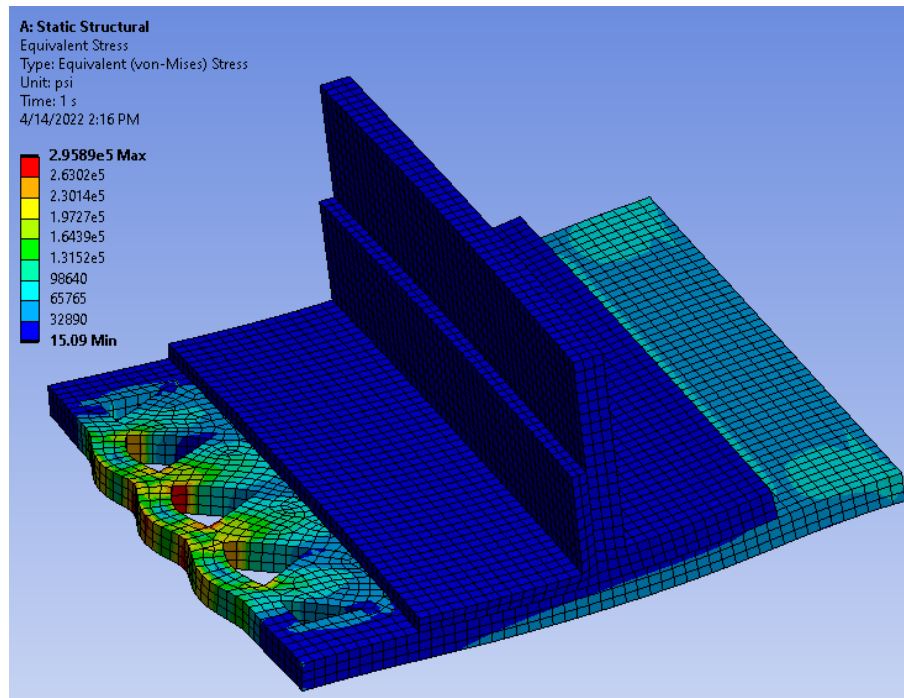 A: Static Structural
Equivalent Stress
Type: Equivalent (von-Mises) Stress
Unit: psi
Time: 1 s
4/14/2022 2:16 PM
2.9589e5 Max
2.6302e5
2.3014e5
1.9727e5
1.6439e5
1.3152e5
98640
65765
32890
15.09 Min